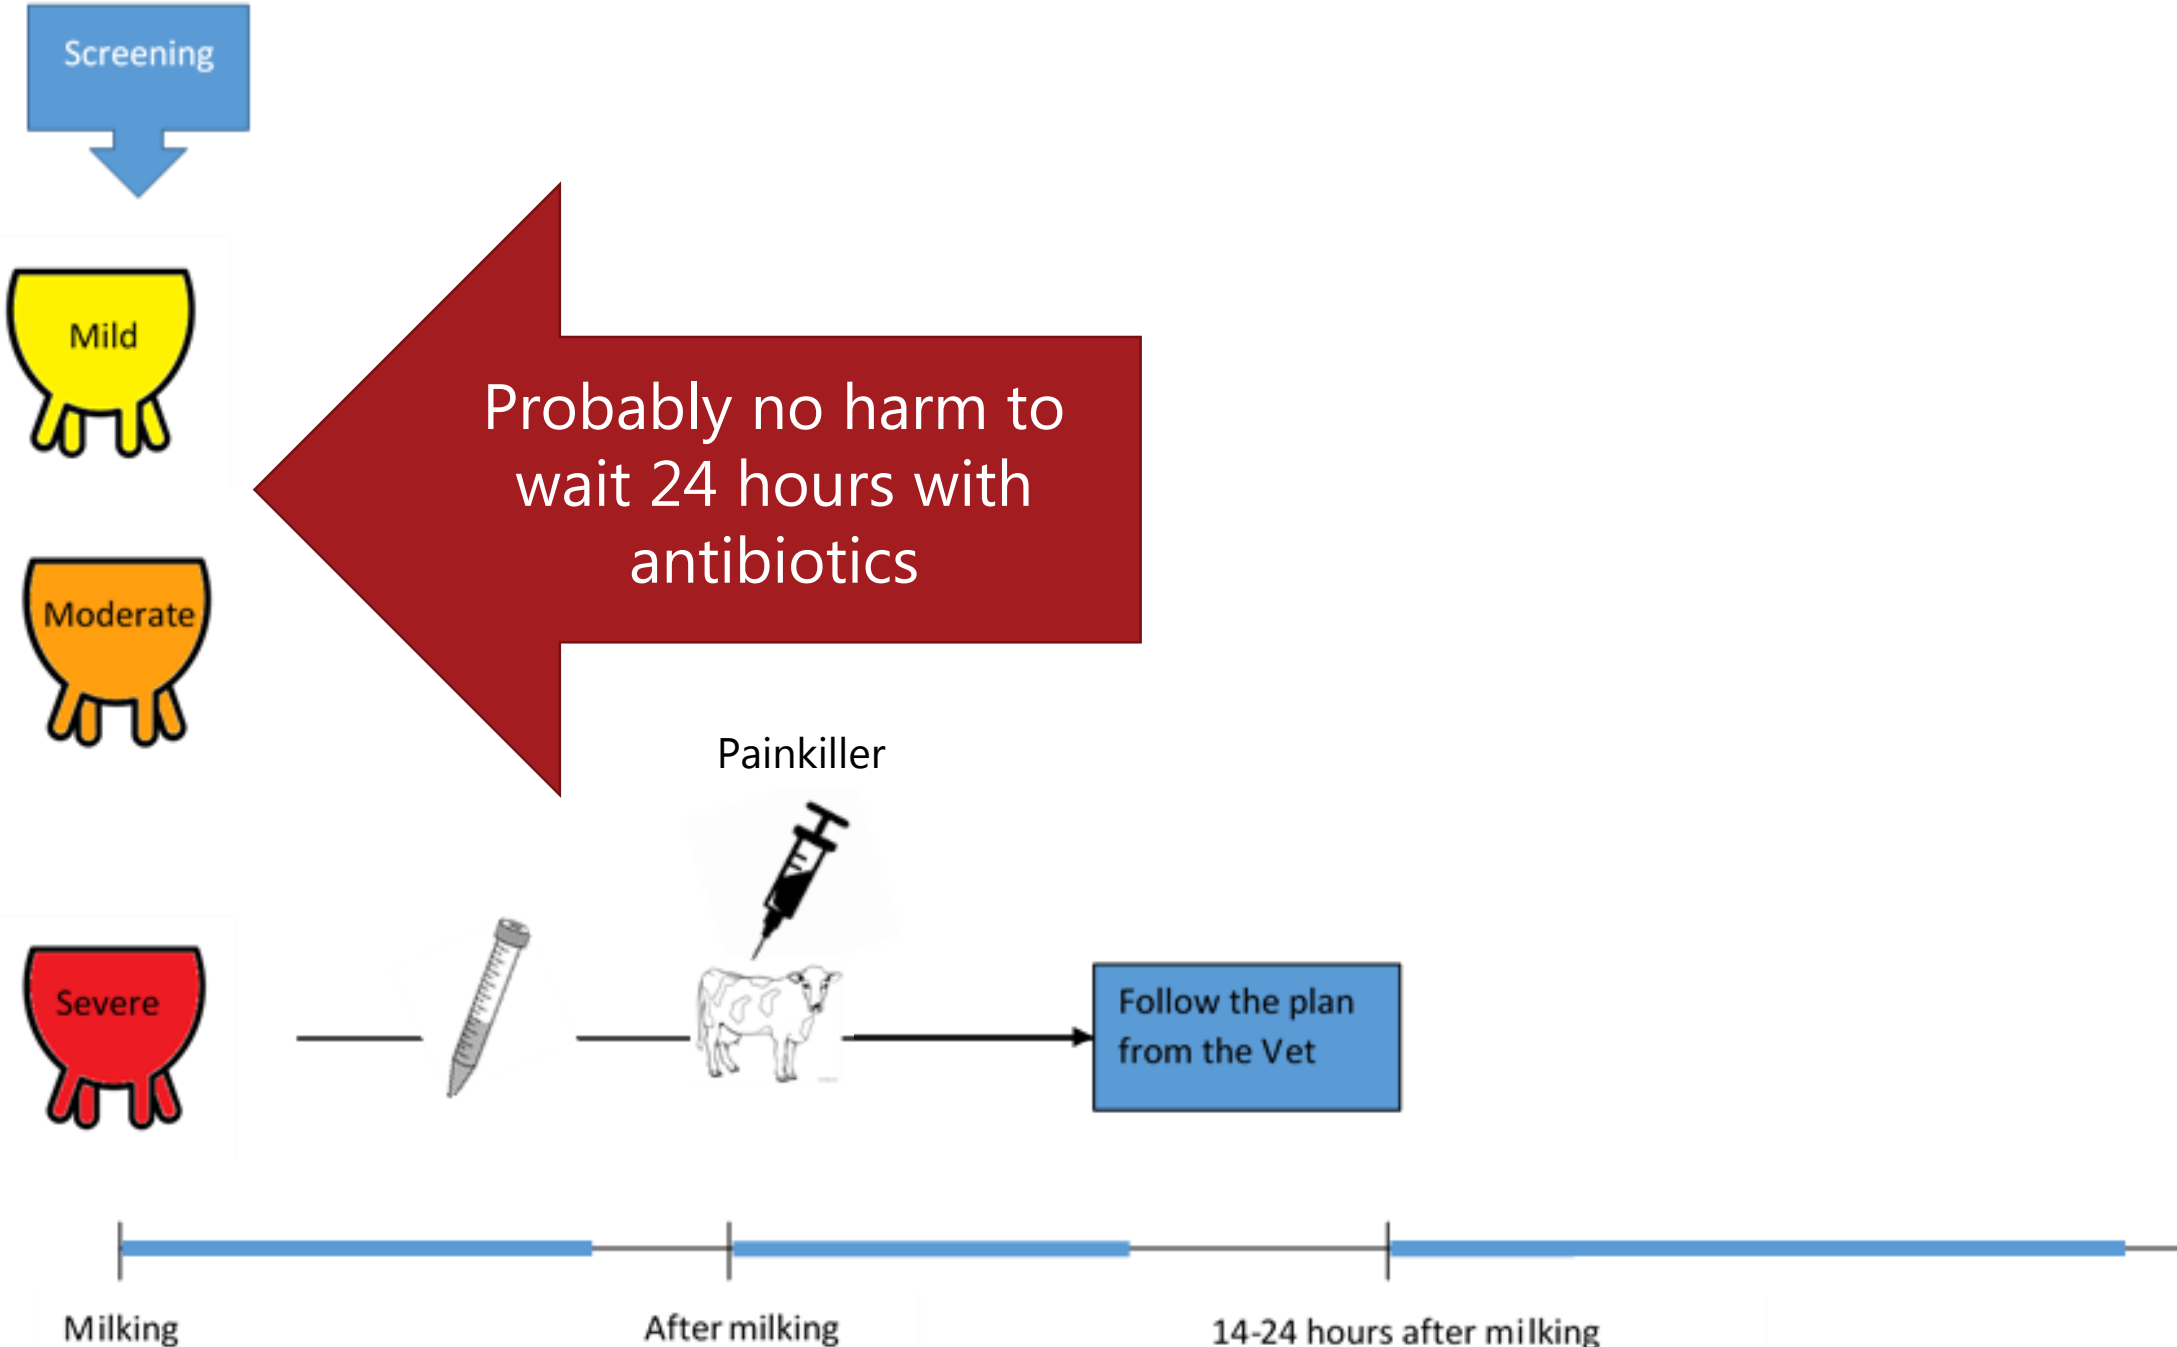 Screening
Mild
Probably no harm to
wait 24 hours with
antibiotics
Moderate
Painkiller
Severe
Follow the plan
from the Vet
Milking
After milking
14-24 hours after milking